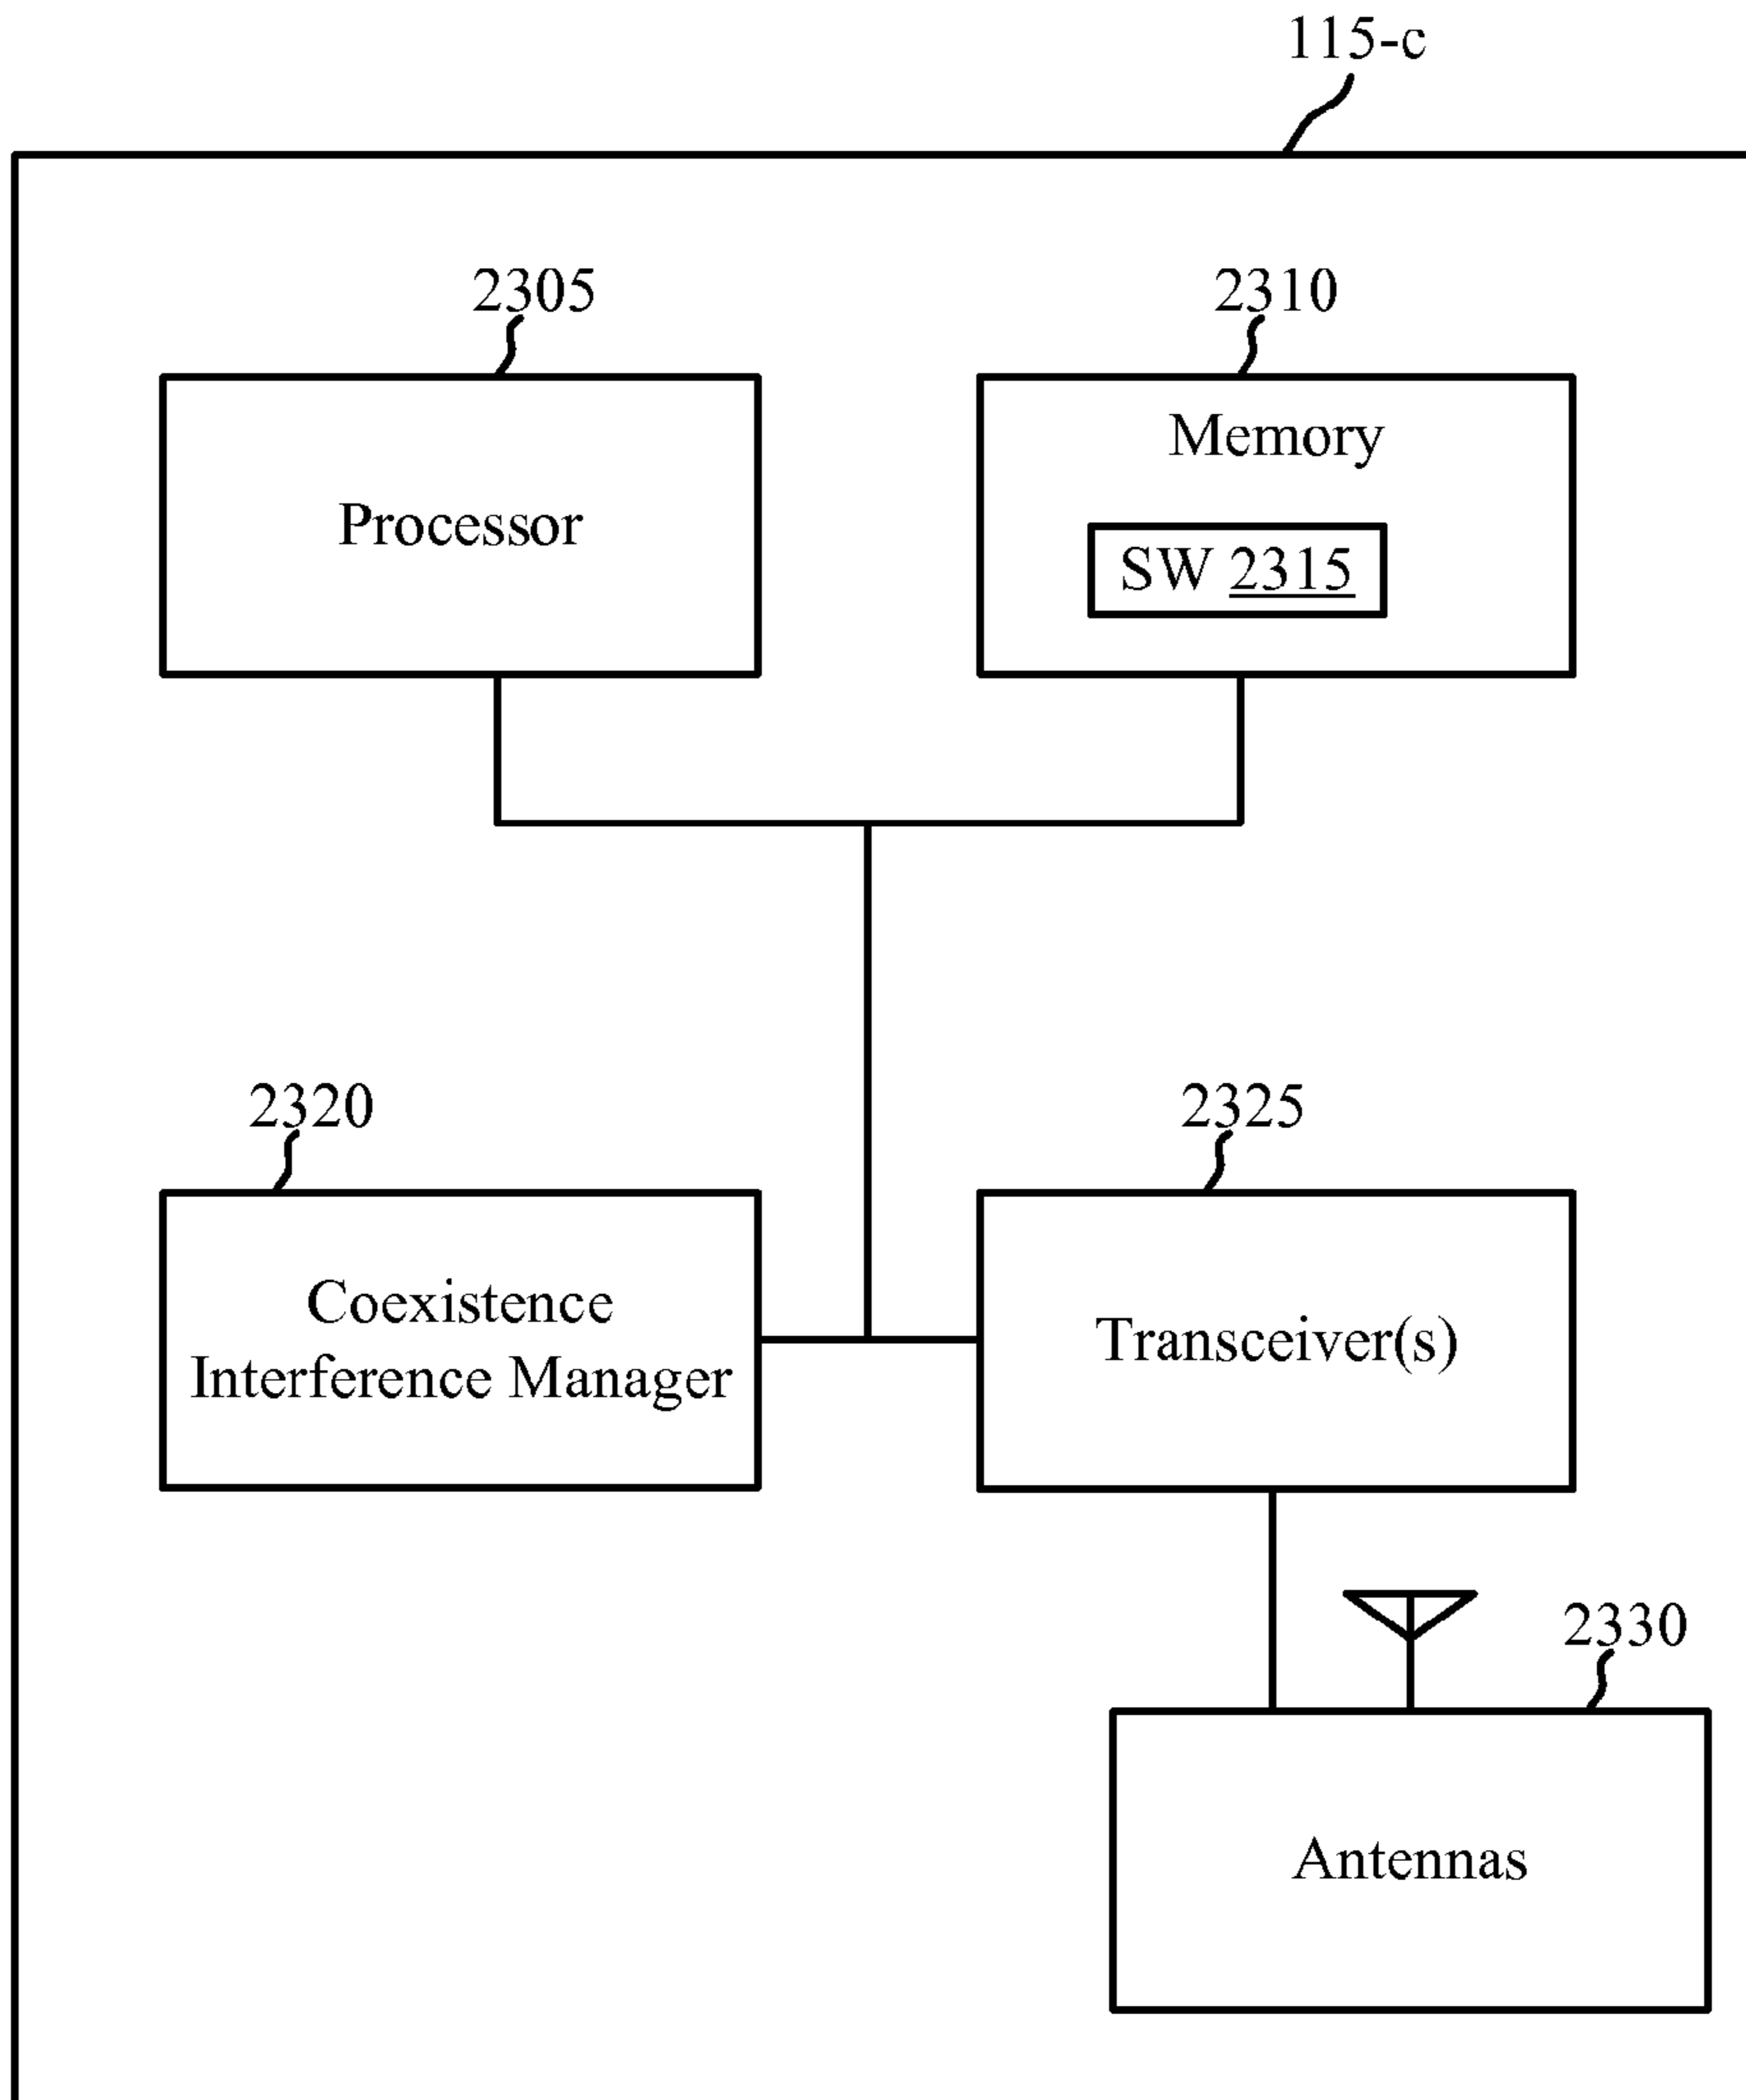 115-c
2305
2310
Processor
Memory
SW 2315
2320
2325
Coexistence
Interference Manager
Transceiver(s)
2330
Antennas